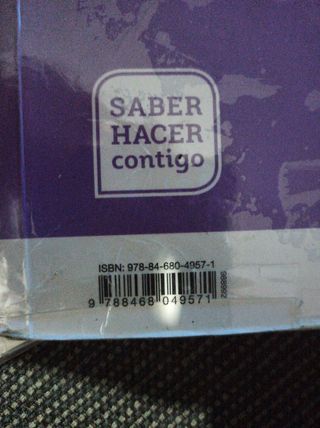 SABER
HACER
contigo
ISBN: 978-84-680-4957-1
9 788468 049571